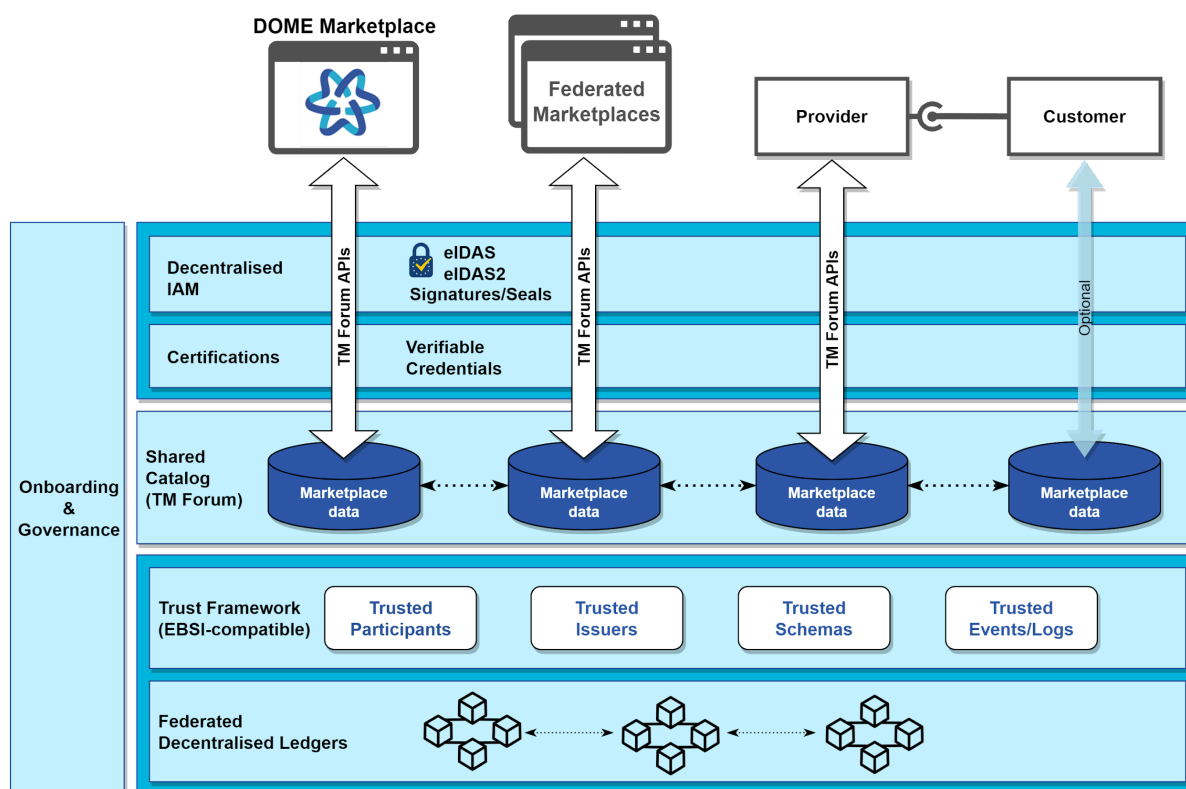 DOME Marketplace
Federated
Marketplaces
Provider
Customer
TM Forum APIs
TM Forum APIs
TM Forum APIs
Optional
Decentralised
IAM
eIDAS
eIDAS2
Signatures/Seals
Certifications
Verifiable
Credentials
Onboarding
&
Governance
Shared
Catalog
(TM Forum)
Marketplace
data
Marketplace
data
Marketplace
data
Marketplace
data
Trust Framework
(EBSI-compatible)
Trusted
Participants
Trusted
Issuers
Trusted
Schemas
Trusted
Events/Logs
Federated
Decentralised Ledgers